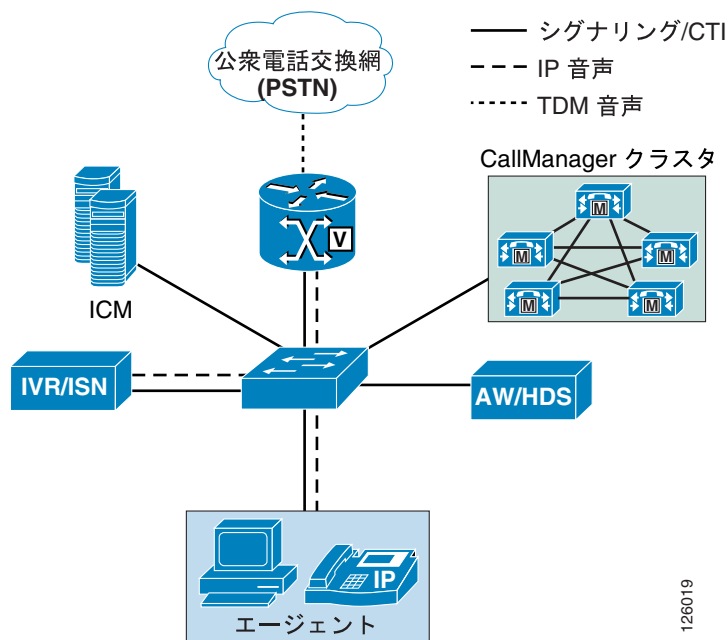 公衆電話交換網
(PSTN)
シグナリング/CTI
IP 音声
TDM 音声
CallManager クラスタ
M
M
M
M
M
V
ICM
IVR/ISN
AW/HDS
IP
エージェント
126019